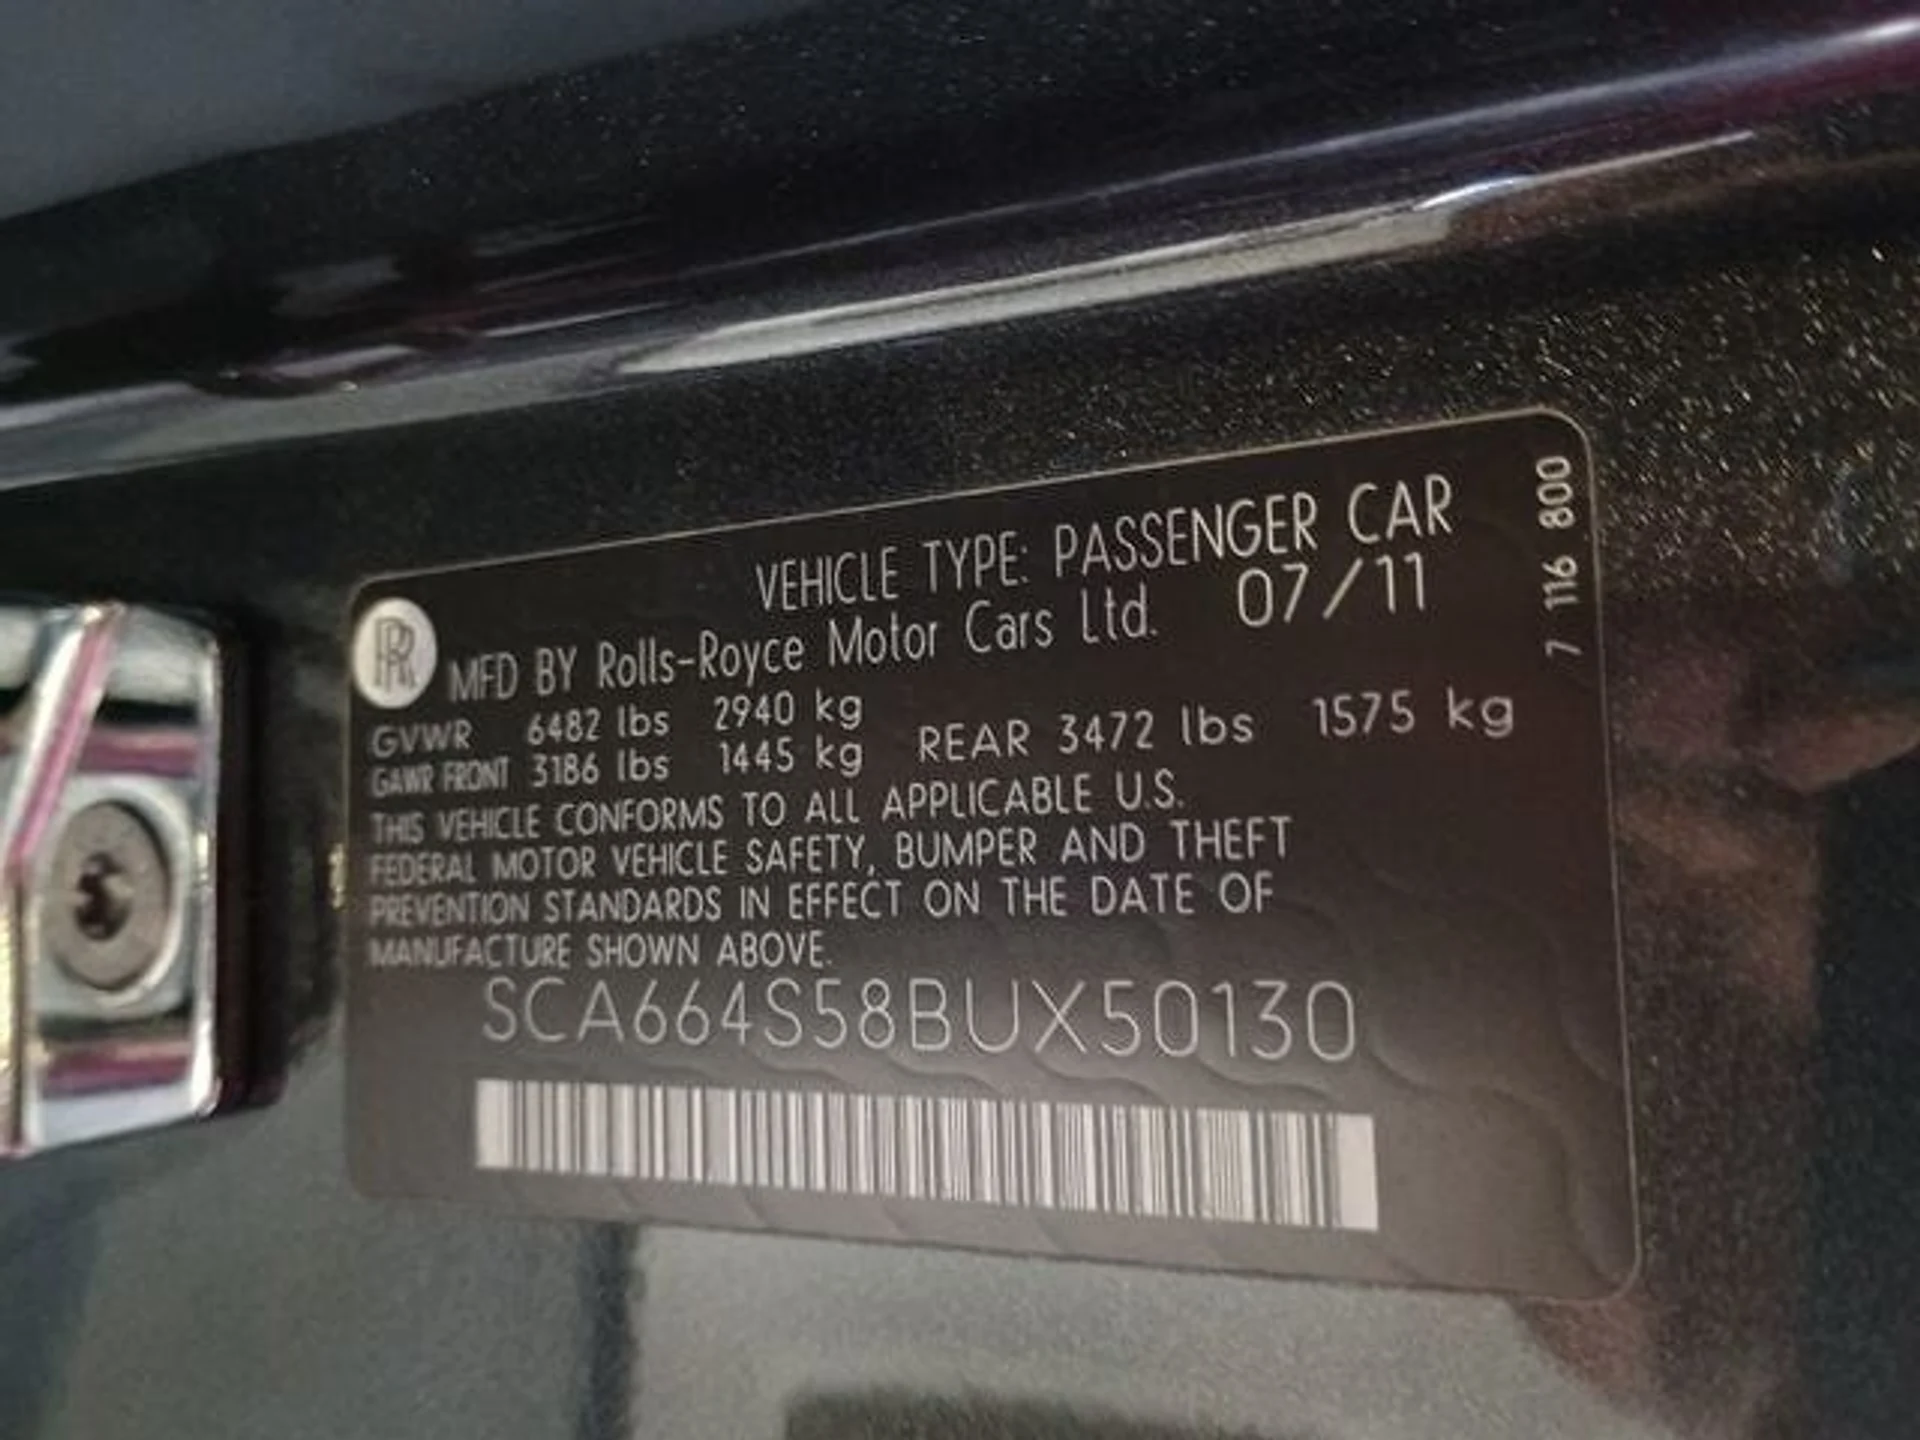 VEHICLE TYPE: PASSENGER CAR
RR MFD BY Rolls-Royce Motor Cars Ltd. 07/11
GVWR 6482 lbs 2940 kg
GAWR FRONT 3186 lbs 1445 kg REAR 3472 lbs 1575 kg
THIS VEHICLE CONFORMS TO ALL APPLICABLE U.S.
FEDERAL MOTOR VEHICLE SAFETY, BUMPER AND THEFT
PREVENTION STANDARDS IN EFFECT ON THE DATE OF
MANUFACTURE SHOWN ABOVE.
SCA664S58BUX50130
7 116 800